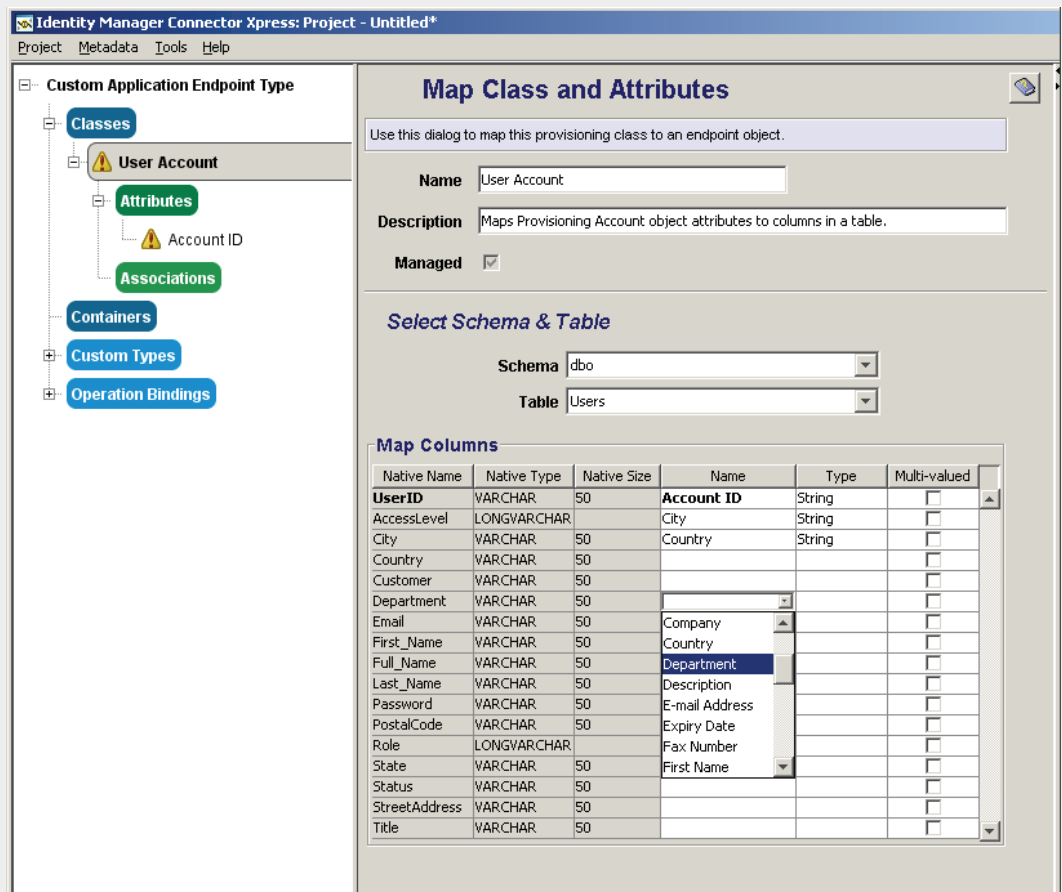 Identity Manager Connector Xpress: Project - Untitled*
Project Metadata Tools Help
Custom Application Endpoint Type
Classes
User Account
Attributes
Account ID
Associations
Containers
Custom Types
Operation Bindings
Map Class and Attributes
Use this dialog to map this provisioning class to an endpoint object.
Name User Account
Description Maps Provisioning Account object attributes to columns in a table.
Managed
Select Schema & Table
Schema dbo
Table Users
Map Columns
Native Name Native Type Native Size Name Type Multi-valued
UserID VARCHAR 50 Account ID String
AccessLevel LONGVARCHAR City String
City VARCHAR 50 Country String
Country VARCHAR 50
Customer VARCHAR 50
Department VARCHAR 50
Email VARCHAR 50 Company
First_Name VARCHAR 50 Country
Full_Name VARCHAR 50 Department
Last_Name VARCHAR 50 Description
Password VARCHAR 50 E-mail Address
PostalCode VARCHAR 50 Expiry Date
Role LONGVARCHAR Fax Number
State VARCHAR 50 First Name
Status VARCHAR 50
StreetAddress VARCHAR 50
Title VARCHAR 50